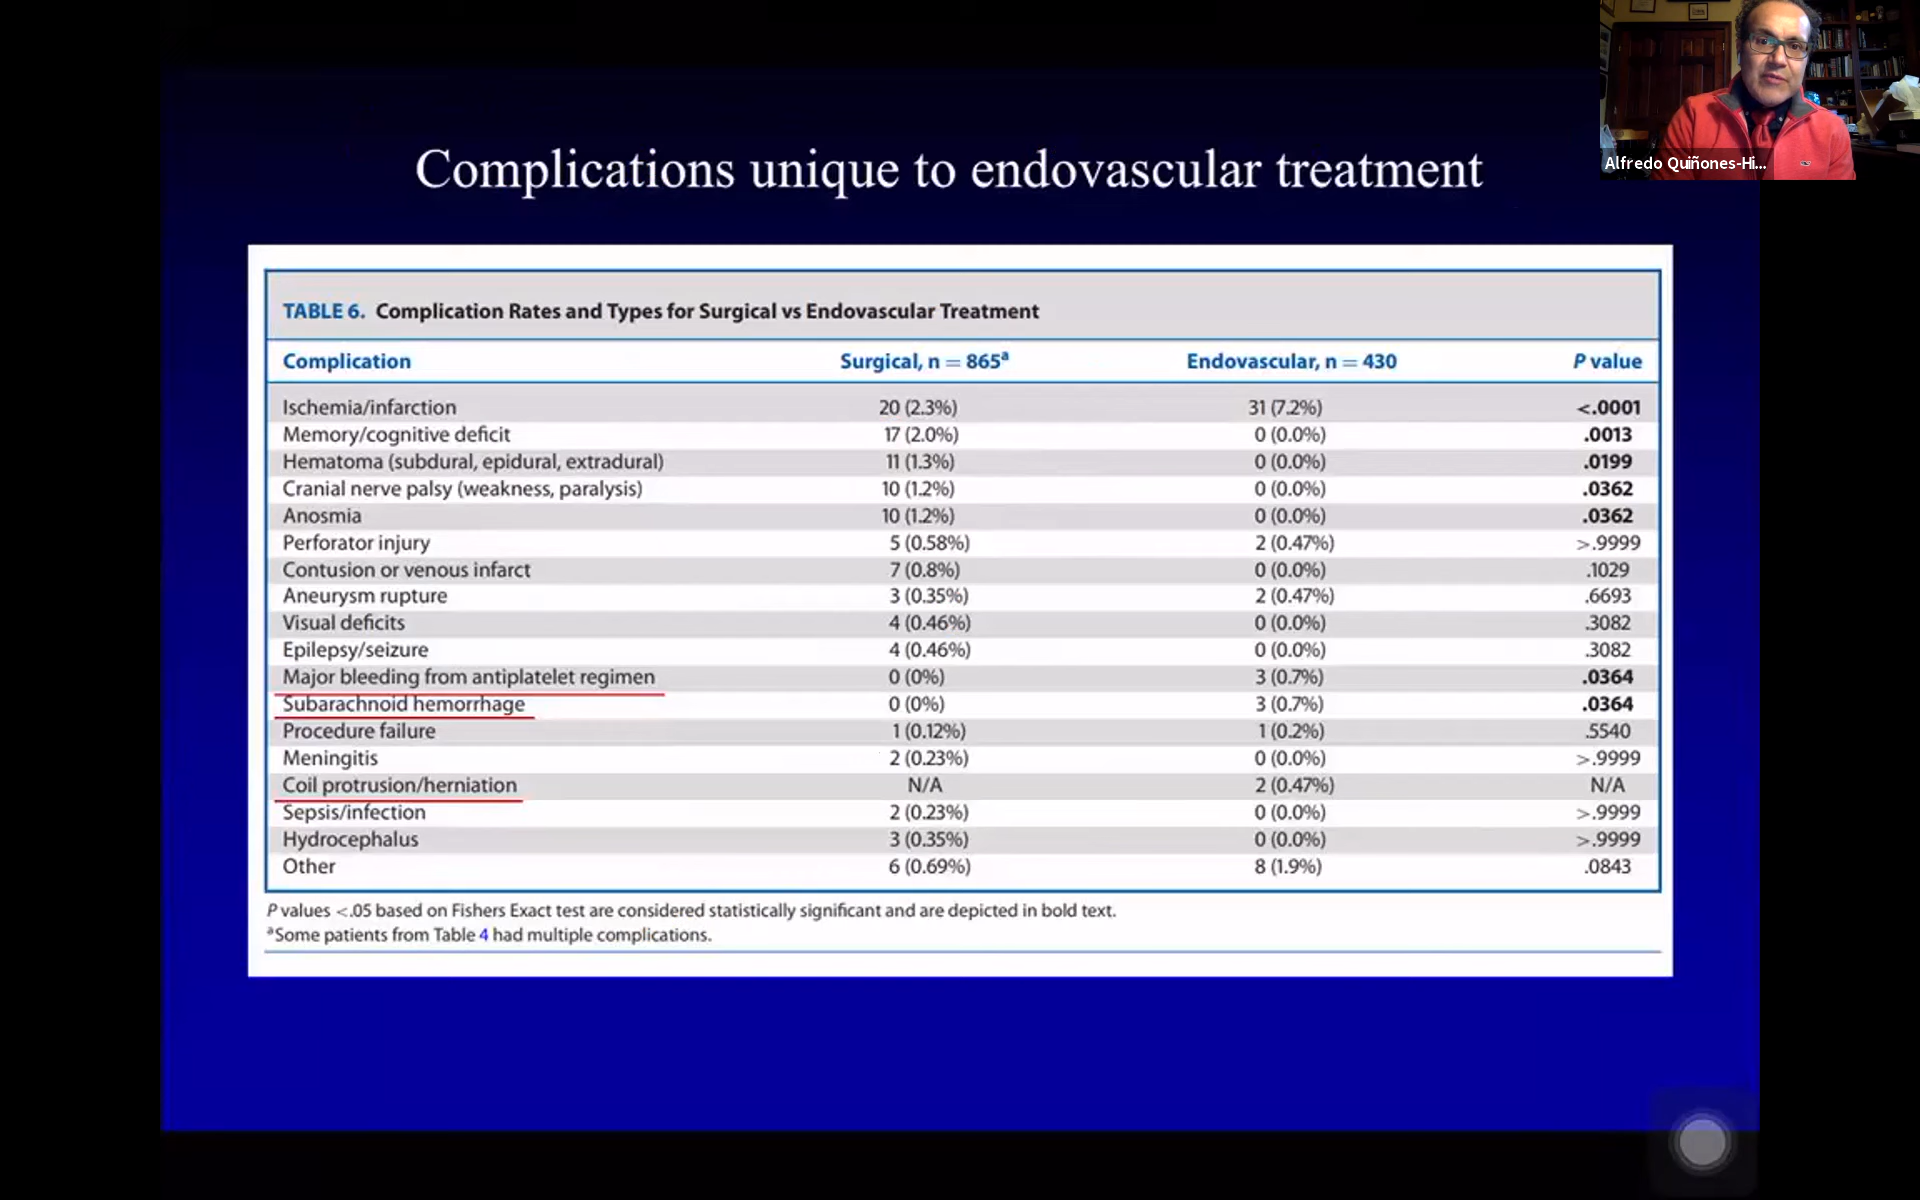 Complications unique to endovascular treatment
Alfredo Quiñones-Hi...
TABLE 6. Complication Rates and Types for Surgical vs Endovascular Treatment
Complication Surgical, n = 865ᵃ Endovascular, n = 430 P value
Ischemia/infarction 20 (2.3%) 31 (7.2%) <.0001
Memory/cognitive deficit 17 (2.0%) 0 (0.0%) .0013
Hematoma (subdural, epidural, extradural) 11 (1.3%) 0 (0.0%) .0199
Cranial nerve palsy (weakness, paralysis) 10 (1.2%) 0 (0.0%) .0362
Anosmia 10 (1.2%) 0 (0.0%) .0362
Perforator injury 5 (0.58%) 2 (0.47%) >.9999
Contusion or venous infarct 7 (0.8%) 0 (0.0%) .1029
Aneurysm rupture 3 (0.35%) 2 (0.47%) .6693
Visual deficits 4 (0.46%) 0 (0.0%) .3082
Epilepsy/seizure 4 (0.46%) 0 (0.0%) .3082
Major bleeding from antiplatelet regimen 0 (0%) 3 (0.7%) .0364
Subarachnoid hemorrhage 0 (0%) 3 (0.7%) .0364
Procedure failure 1 (0.12%) 1 (0.2%) .5540
Meningitis 2 (0.23%) 0 (0.0%) >.9999
Coil protrusion/herniation N/A 2 (0.47%) N/A
Sepsis/infection 2 (0.23%) 0 (0.0%) >.9999
Hydrocephalus 3 (0.35%) 0 (0.0%) >.9999
Other 6 (0.69%) 8 (1.9%) .0843
P values <.05 based on Fishers Exact test are considered statistically significant and are depicted in bold text.
ᵃSome patients from Table 4 had multiple complications.